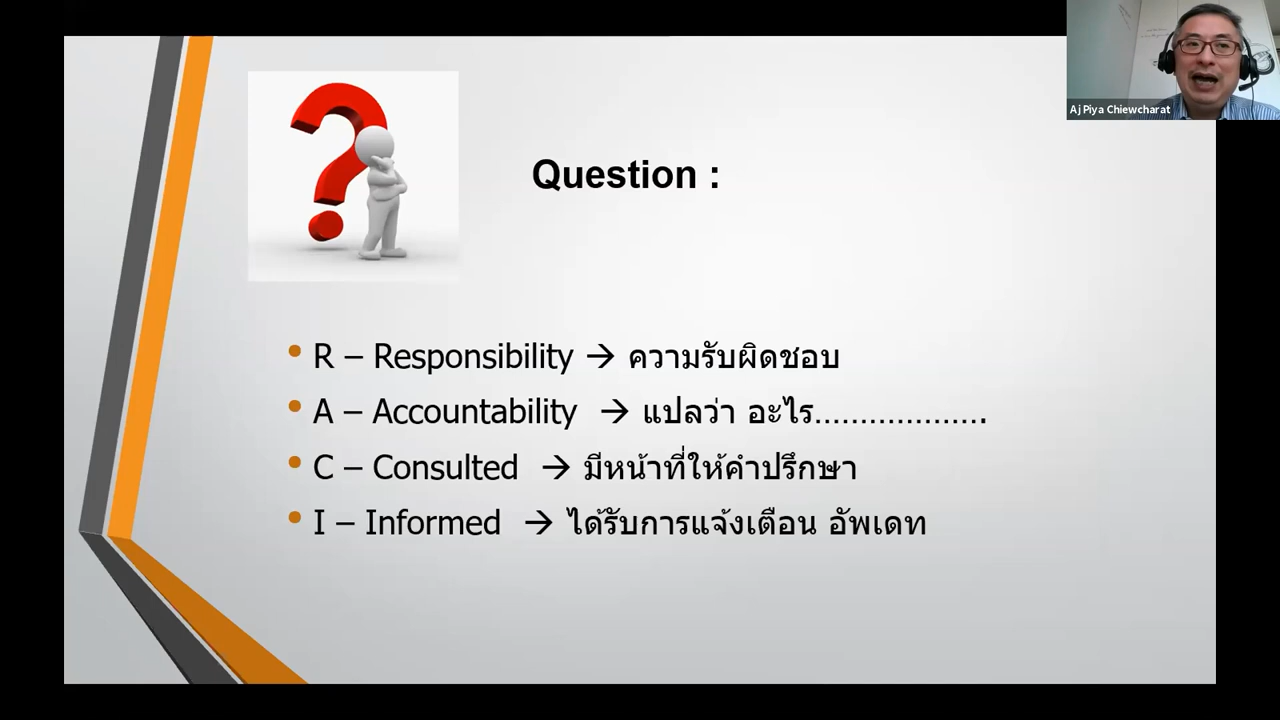 Aj Piya Chiewcharat
Question :
• R – Responsibility → ความรับผิดชอบ
• A – Accountability → แปลว่า อะไร...................
• C – Consulted → มีหน้าที่ให้คำปรึกษา
• I – Informed → ได้รับการแจ้งเตือน อัพเดท